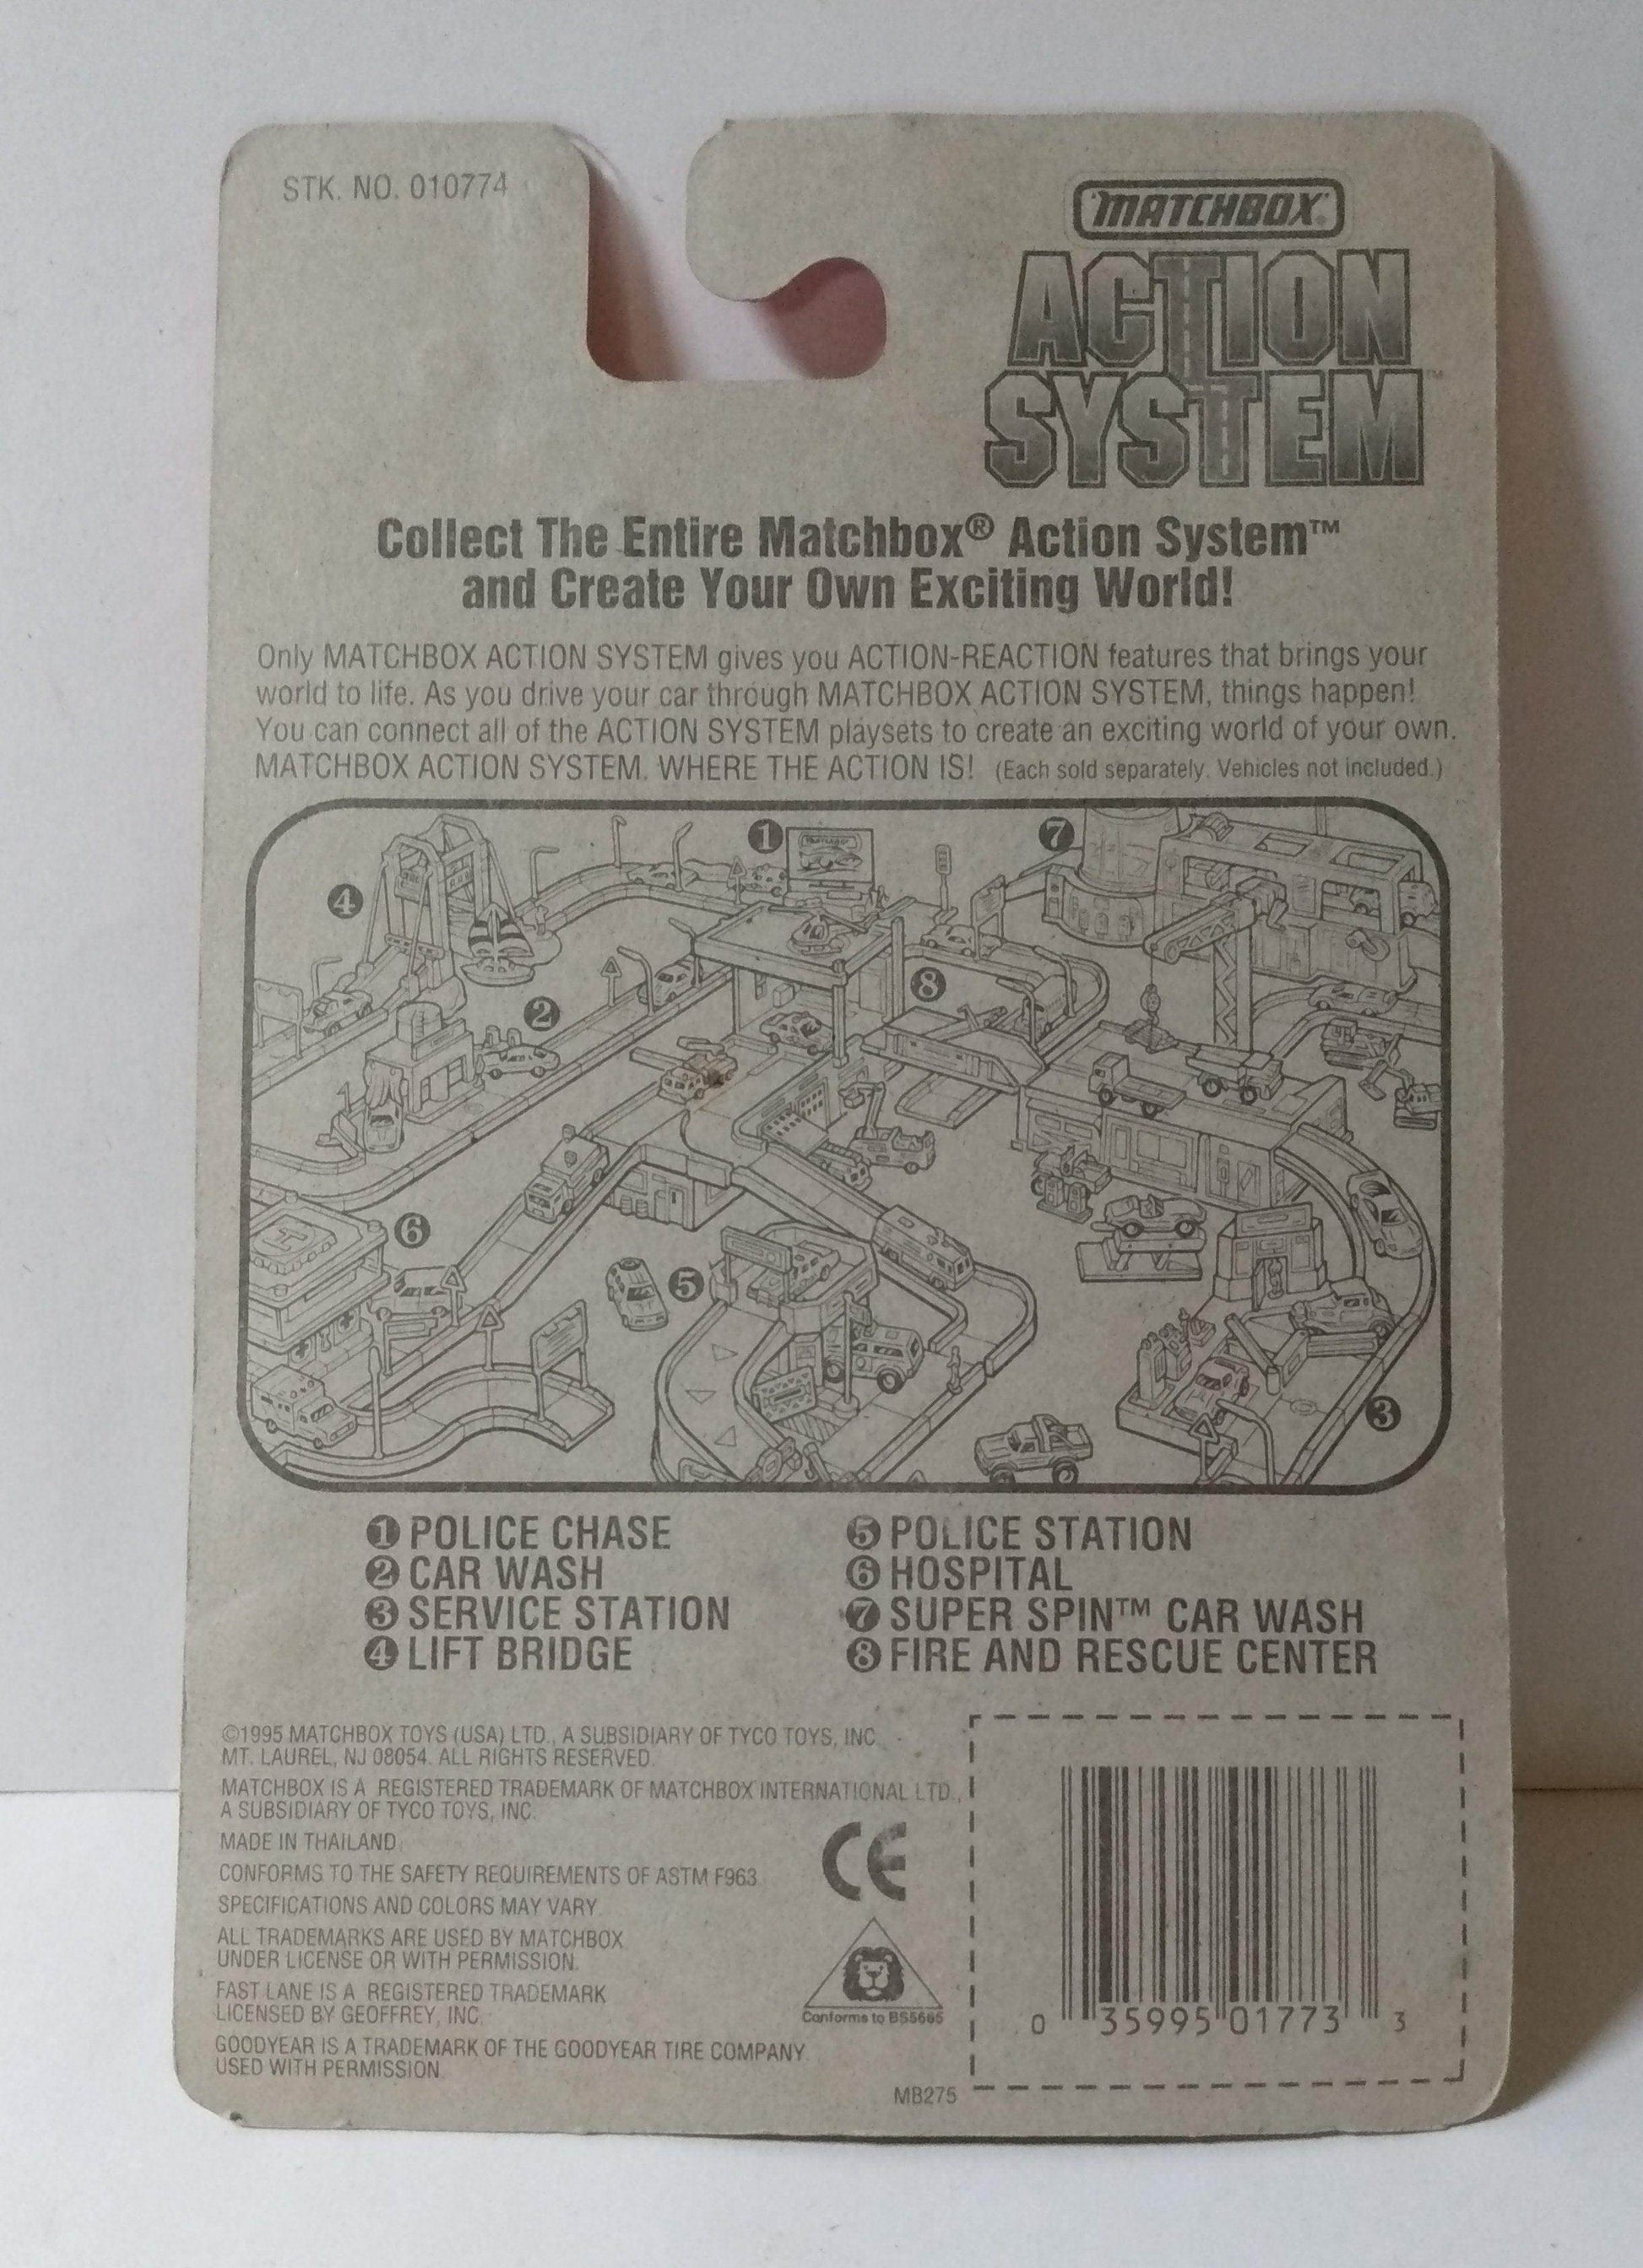 STK. NO. 010774
"MATCHBOX"®
ACTION
SYSTEM™
Collect The Entire Matchbox® Action System™
and Create Your Own Exciting World!
Only MATCHBOX ACTION SYSTEM gives you ACTION-REACTION features that brings your
world to life. As you drive your car through MATCHBOX ACTION SYSTEM, things happen!
You can connect all of the ACTION SYSTEM playsets to create an exciting world of your own.
MATCHBOX ACTION SYSTEM. WHERE THE ACTION IS! (Each sold separately. Vehicles not included.)
1
7
4
8
2
6
5
3
H
1 POLICE CHASE
2 CAR WASH
3 SERVICE STATION
4 LIFT BRIDGE
5 POLICE STATION
6 HOSPITAL
7 SUPER SPIN™ CAR WASH
8 FIRE AND RESCUE CENTER
©1995 MATCHBOX TOYS (USA) LTD., A SUBSIDIARY OF TYCO TOYS, INC.
MT. LAUREL, NJ 08054. ALL RIGHTS RESERVED.
MATCHBOX IS A REGISTERED TRADEMARK OF MATCHBOX INTERNATIONAL LTD.,
A SUBSIDIARY OF TYCO TOYS, INC.
MADE IN THAILAND.
CONFORMS TO THE SAFETY REQUIREMENTS OF ASTM F963.
SPECIFICATIONS AND COLORS MAY VARY.
ALL TRADEMARKS ARE USED BY MATCHBOX
UNDER LICENSE OR WITH PERMISSION.
FAST LANE IS A REGISTERED TRADEMARK
LICENSED BY GEOFFREY, INC.
GOODYEAR IS A TRADEMARK OF THE GOODYEAR TIRE COMPANY
USED WITH PERMISSION.
CE
Conforms to BS5665
MB275
0 35995 01773 3